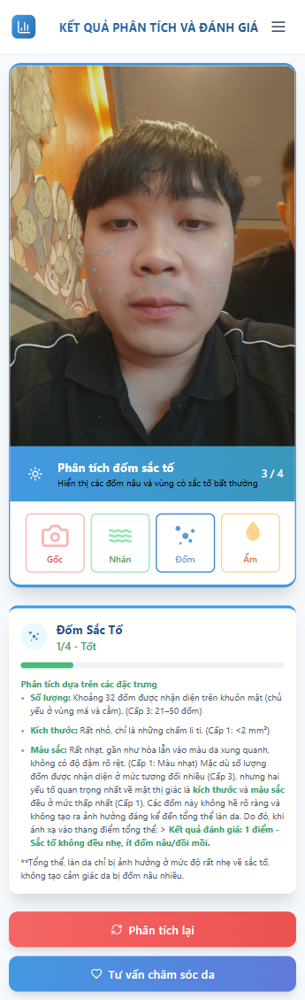 KẾT QUẢ PHÂN TÍCH VÀ ĐÁNH GIÁ
Phân tích đốm sắc tố
Hiển thị các đốm nâu và vùng có sắc tố bất thường
3 / 4
Gốc
Nhăn
Đốm
Ẩm
Đốm Sắc Tố
1/4 - Tốt
Phân tích dựa trên các đặc trưng
• Số lượng: Khoảng 32 đốm được nhận diện trên khuôn mặt (chủ
yếu ở vùng má và cằm). (Cấp 3: 21–50 đốm)
• Kích thước: Rất nhỏ, chỉ là những chấm li ti. (Cấp 1: <2 mm²)
• Màu sắc: Rất nhạt, gần như hòa lẫn vào màu da xung quanh,
không có độ đậm rõ rệt. (Cấp 1: Màu nhạt) Mặc dù số lượng
đốm được nhận diện ở mức tương đối nhiều (Cấp 3), nhưng hai
yếu tố quan trọng nhất về mặt thị giác là kích thước và màu sắc
đều ở mức thấp nhất (Cấp 1). Các đốm này không hề rõ ràng và
không tạo ra ảnh hưởng đáng kể đến tổng thể làn da. Do đó, khi
ánh xạ vào thang điểm tổng thể: > Kết quả đánh giá: 1 điểm -
Sắc tố không đều nhẹ, ít đốm nâu/đồi mồi.
**Tổng thể, làn da chỉ bị ảnh hưởng ở mức độ rất nhẹ về sắc tố,
không tạo cảm giác da bị đốm nâu nhiều.
Phân tích lại
Tư vấn chăm sóc da